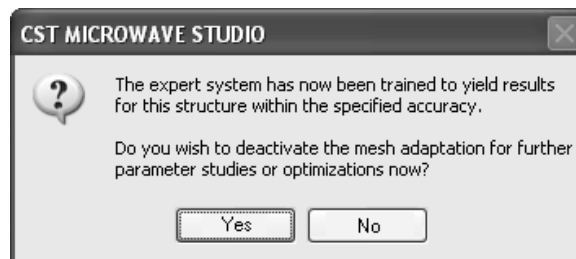 CST MICROWAVE STUDIO
The expert system has now been trained to yield results
for this structure within the specified accuracy.
Do you wish to deactivate the mesh adaptation for further
parameter studies or optimizations now?
Yes
No